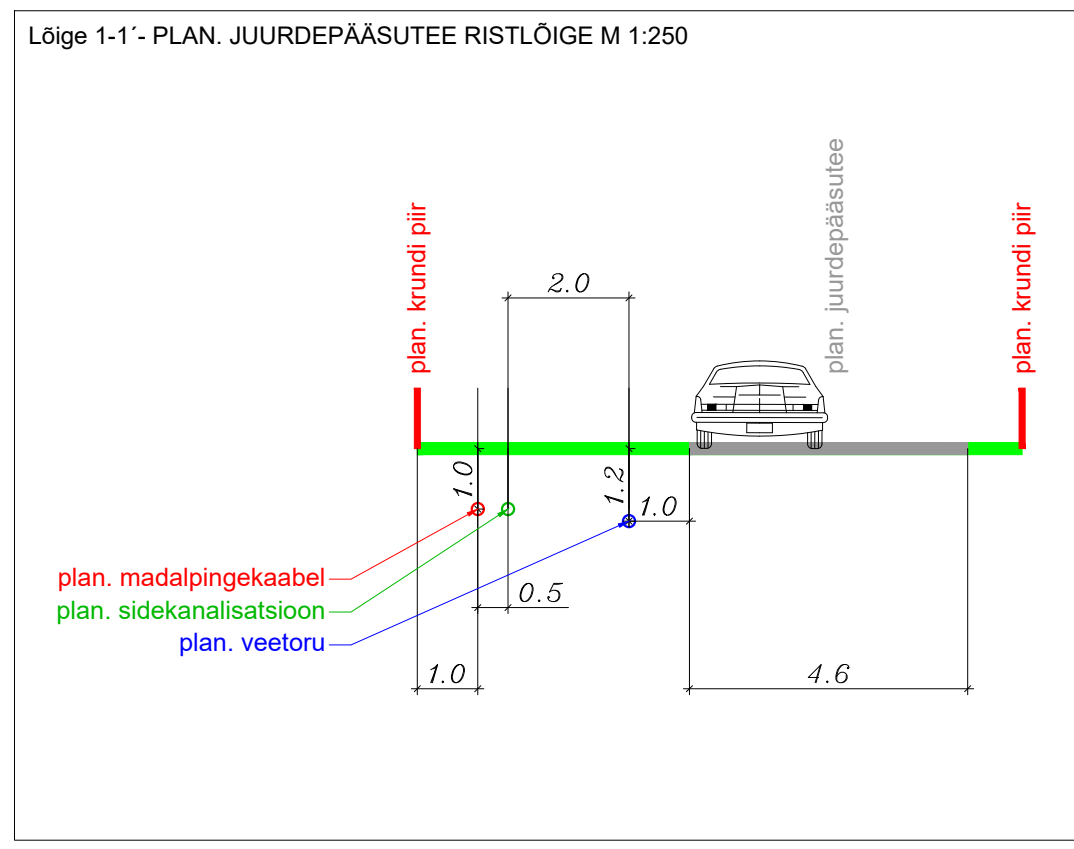 Lõige 1-1´- PLAN. JUURDEPÄÄSUTEE RISTLÕIGE M 1:250
plan. krundi piir
plan. juurdepääsutee
plan. krundi piir
2.0
1.0
1.2
1.0
plan. madalpingekaabel
0.5
plan. sidekanalisatsioon
plan. veetoru
1.0
4.6